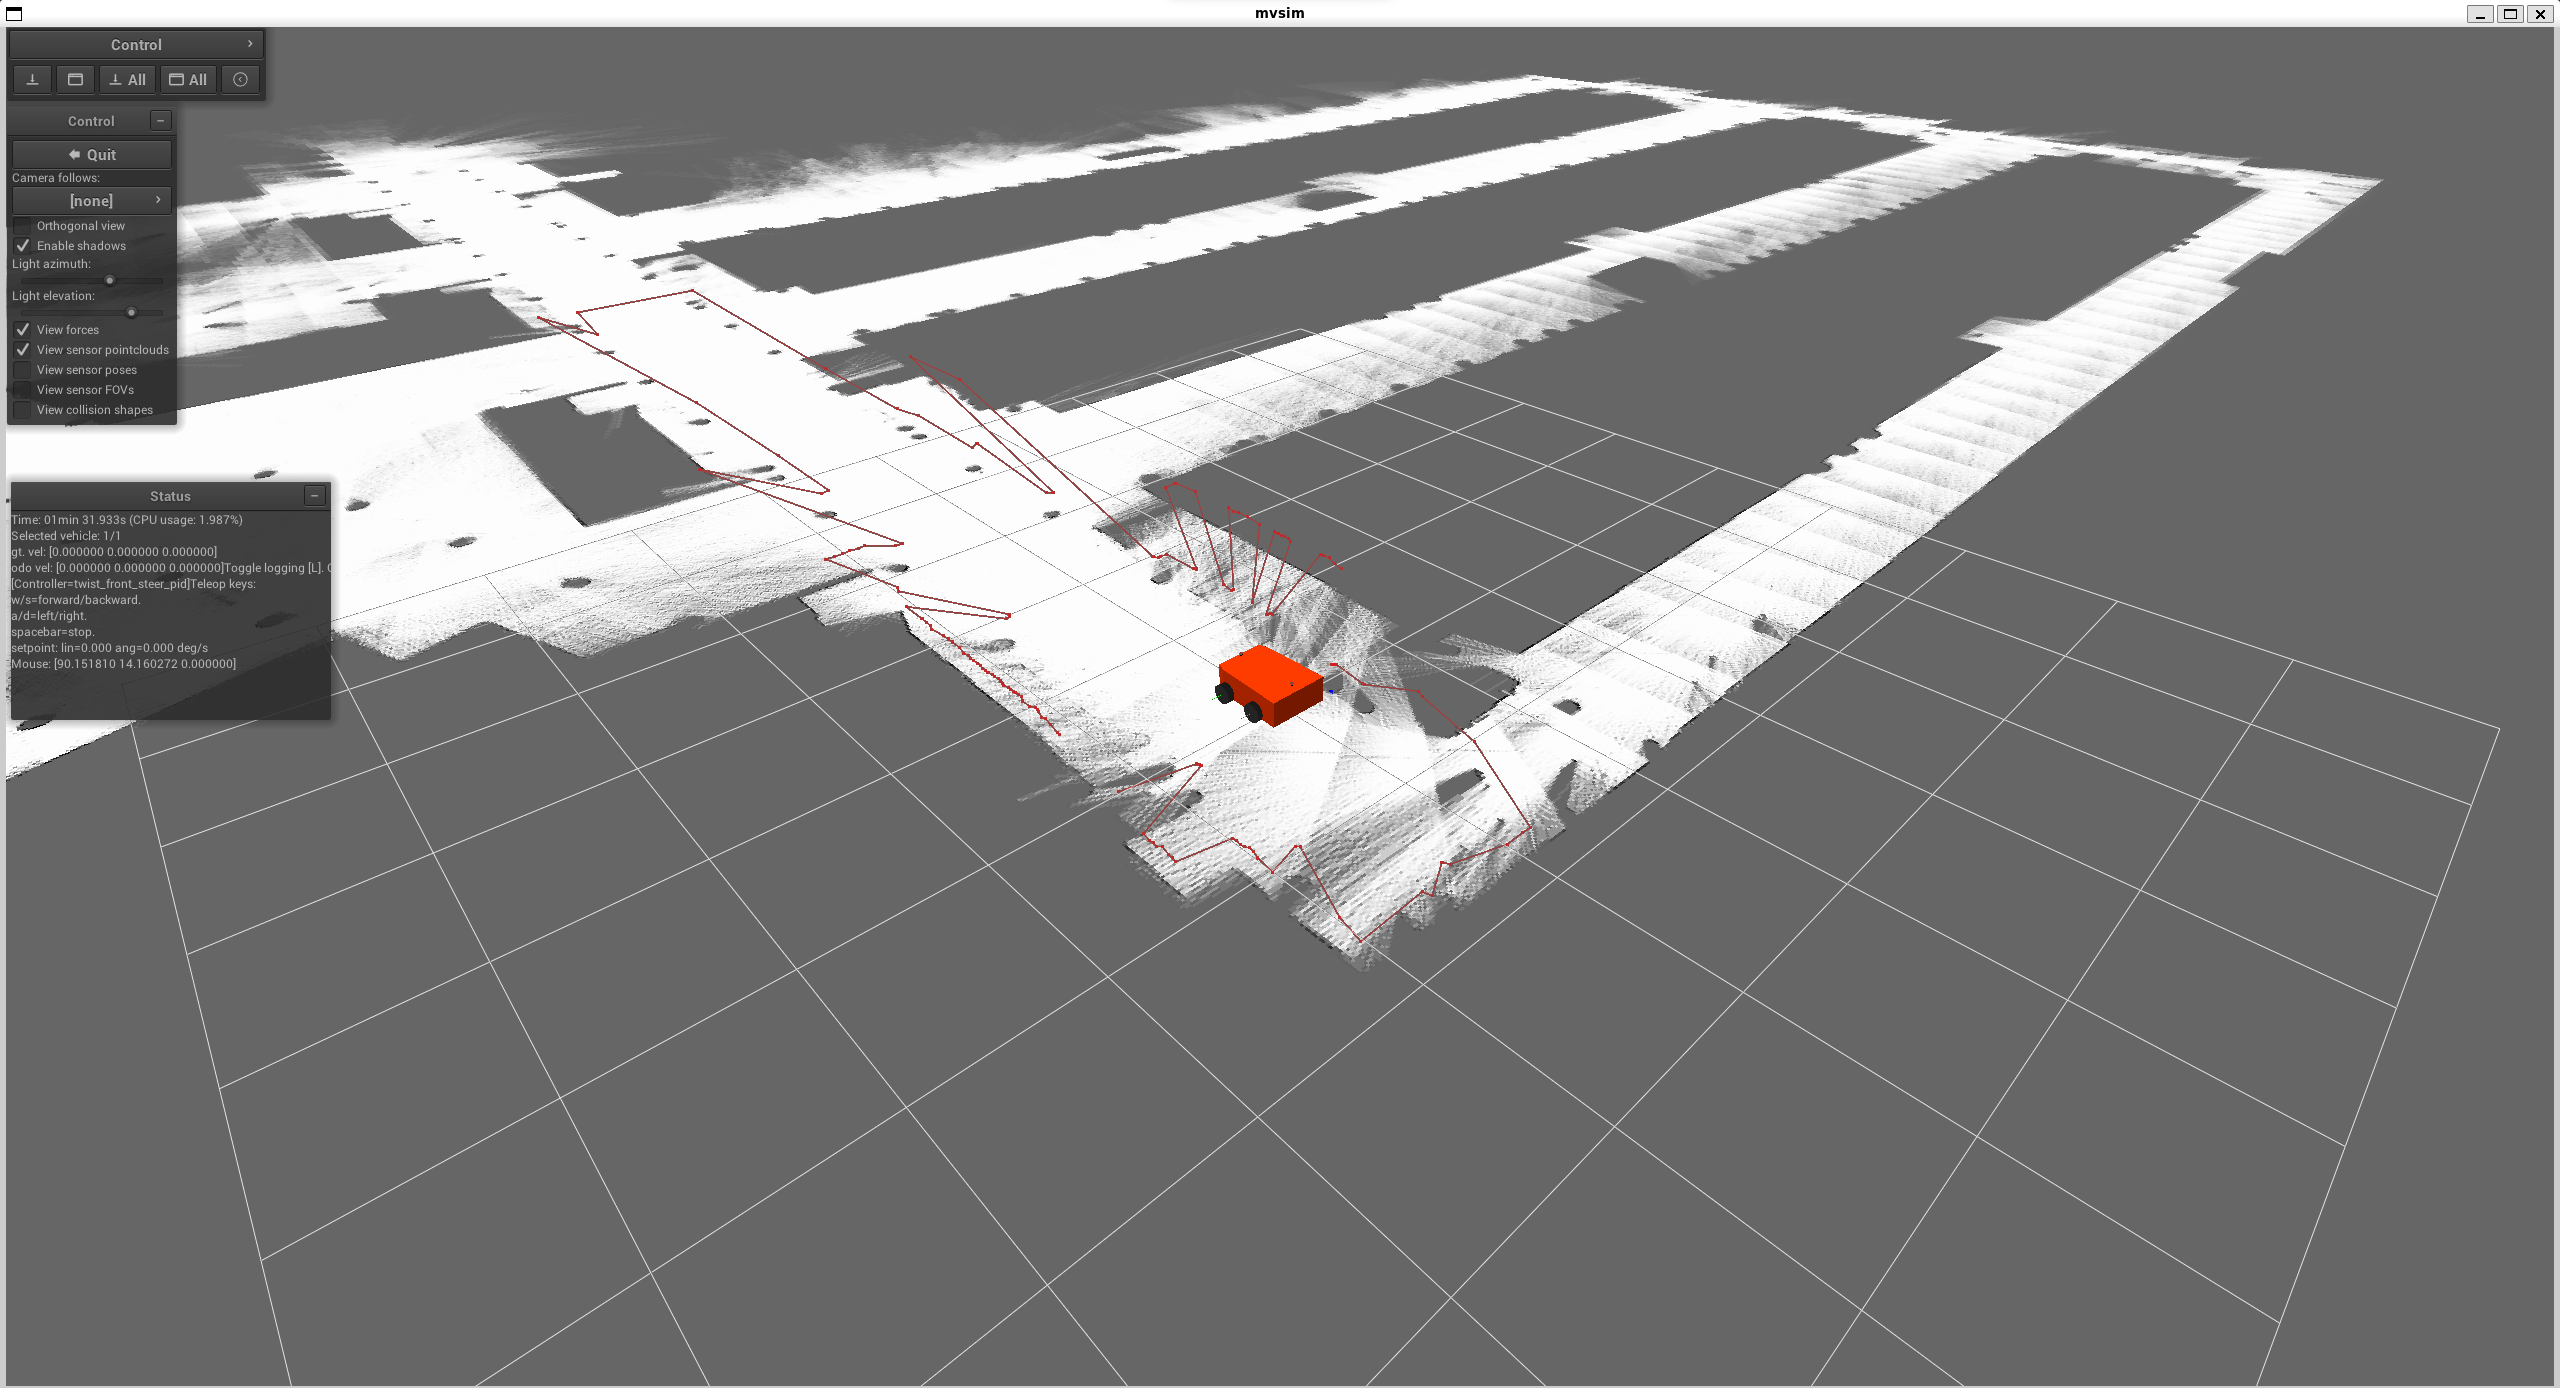 mvsim
Control
All
All
Control
Quit
Camera follows:
[none]
Orthogonal view
Enable shadows
Light azimuth:
Light elevation:
View forces
View sensor pointclouds
View sensor poses
View sensor FOVs
View collision shapes
Status
Time: 01min 31.933s (CPU usage: 1.987%)
Selected vehicle: 1/1
gt. vel: [0.000000 0.000000 0.000000]
odo vel: [0.000000 0.000000 0.000000]Toggle logging [L].
[Controller=twist_front_steer_pid]Teleop keys:
w/s=forward/backward.
a/d=left/right.
spacebar=stop.
setpoint: lin=0.000 ang=0.000 deg/s
Mouse: [90.151810 14.160272 0.000000]